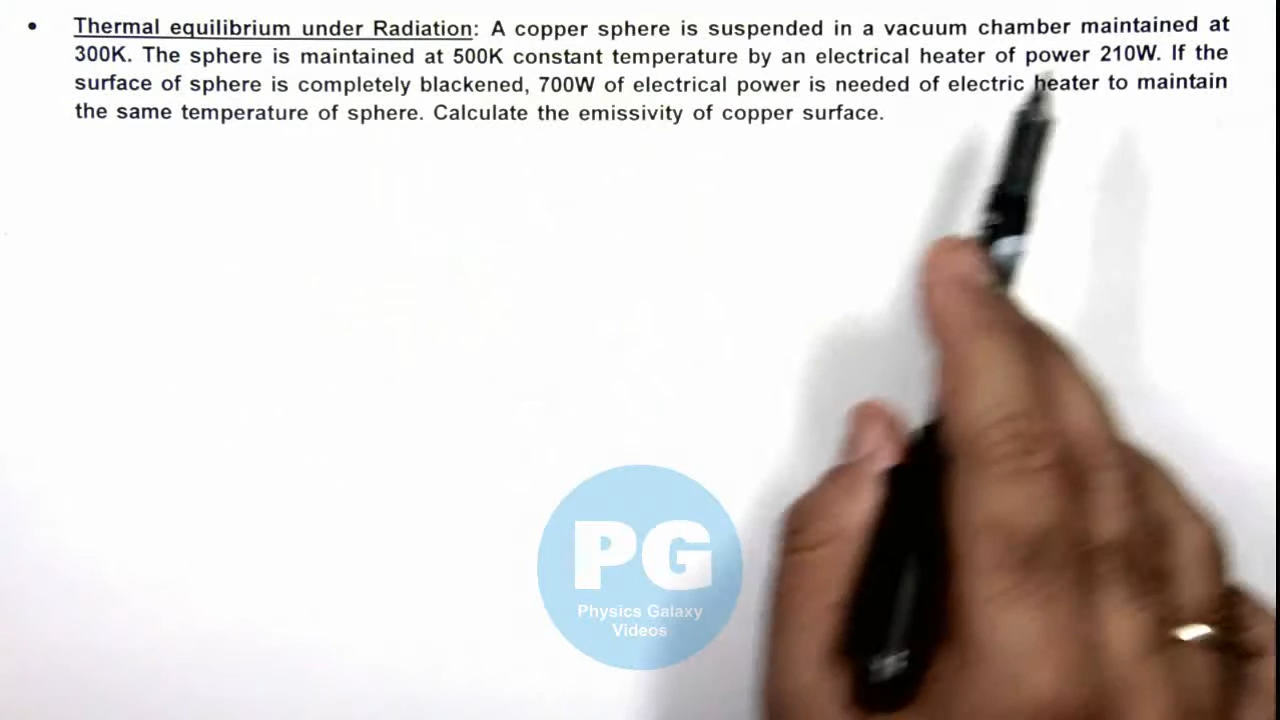 • Thermal equilibrium under Radiation: A copper sphere is suspended in a vacuum chamber maintained at
300K. The sphere is maintained at 500K constant temperature by an electrical heater of power 210W. If the
surface of sphere is completely blackened, 700W of electrical power is needed of electric heater to maintain
the same temperature of sphere. Calculate the emissivity of copper surface.
PG
Physics Galaxy
Videos